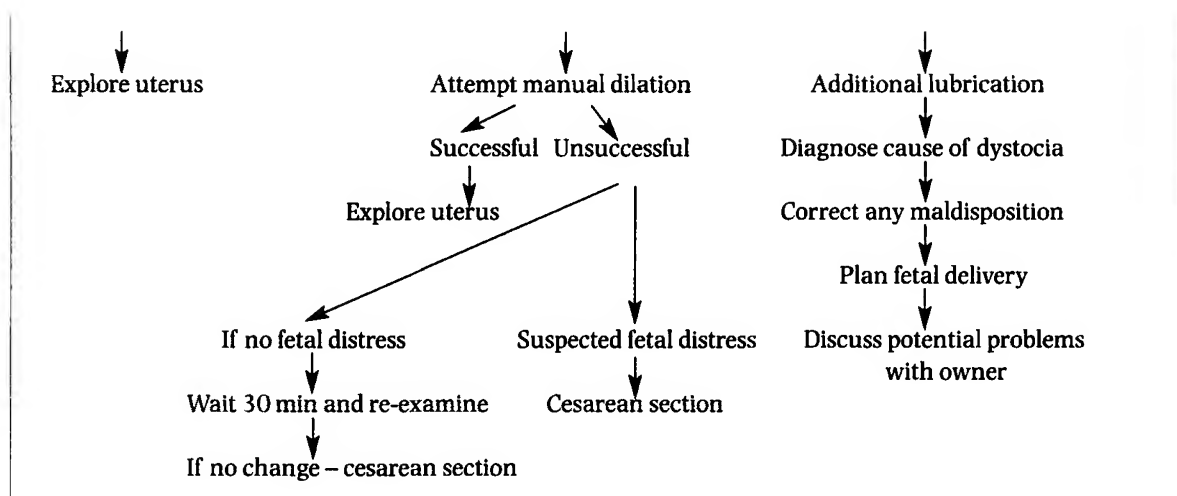 Explore uterus
Attempt manual dilation
Additional lubrication
Successful
Unsuccessful
Diagnose cause of dystocia
Explore uterus
Correct any maldisposition
Plan fetal delivery
If no fetal distress
Suspected fetal distress
Discuss potential problems
with owner
Wait 30 min and re-examine
Cesarean section
If no change – cesarean section